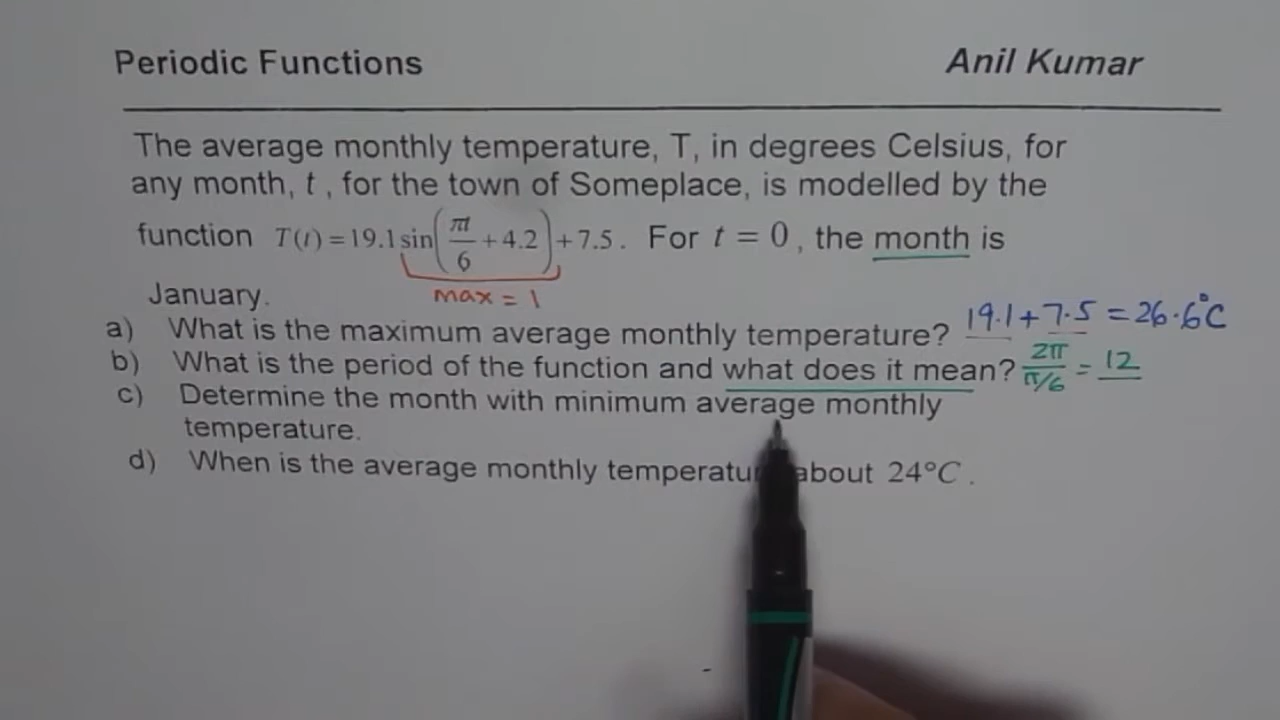 Periodic Functions Anil Kumar
The average monthly temperature, T, in degrees Celsius, for
any month, t , for the town of Someplace, is modelled by the
function T(t) = 19.1 sin(πt/6 + 4.2) + 7.5 . For t = 0 , the month is
max = 1
January.
a) What is the maximum average monthly temperature? 19.1 + 7.5 = 26.6°C
b) What is the period of the function and what does it mean? 2π/π/6 = 12
c) Determine the month with minimum average monthly
temperature.
d) When is the average monthly temperatu about 24°C .